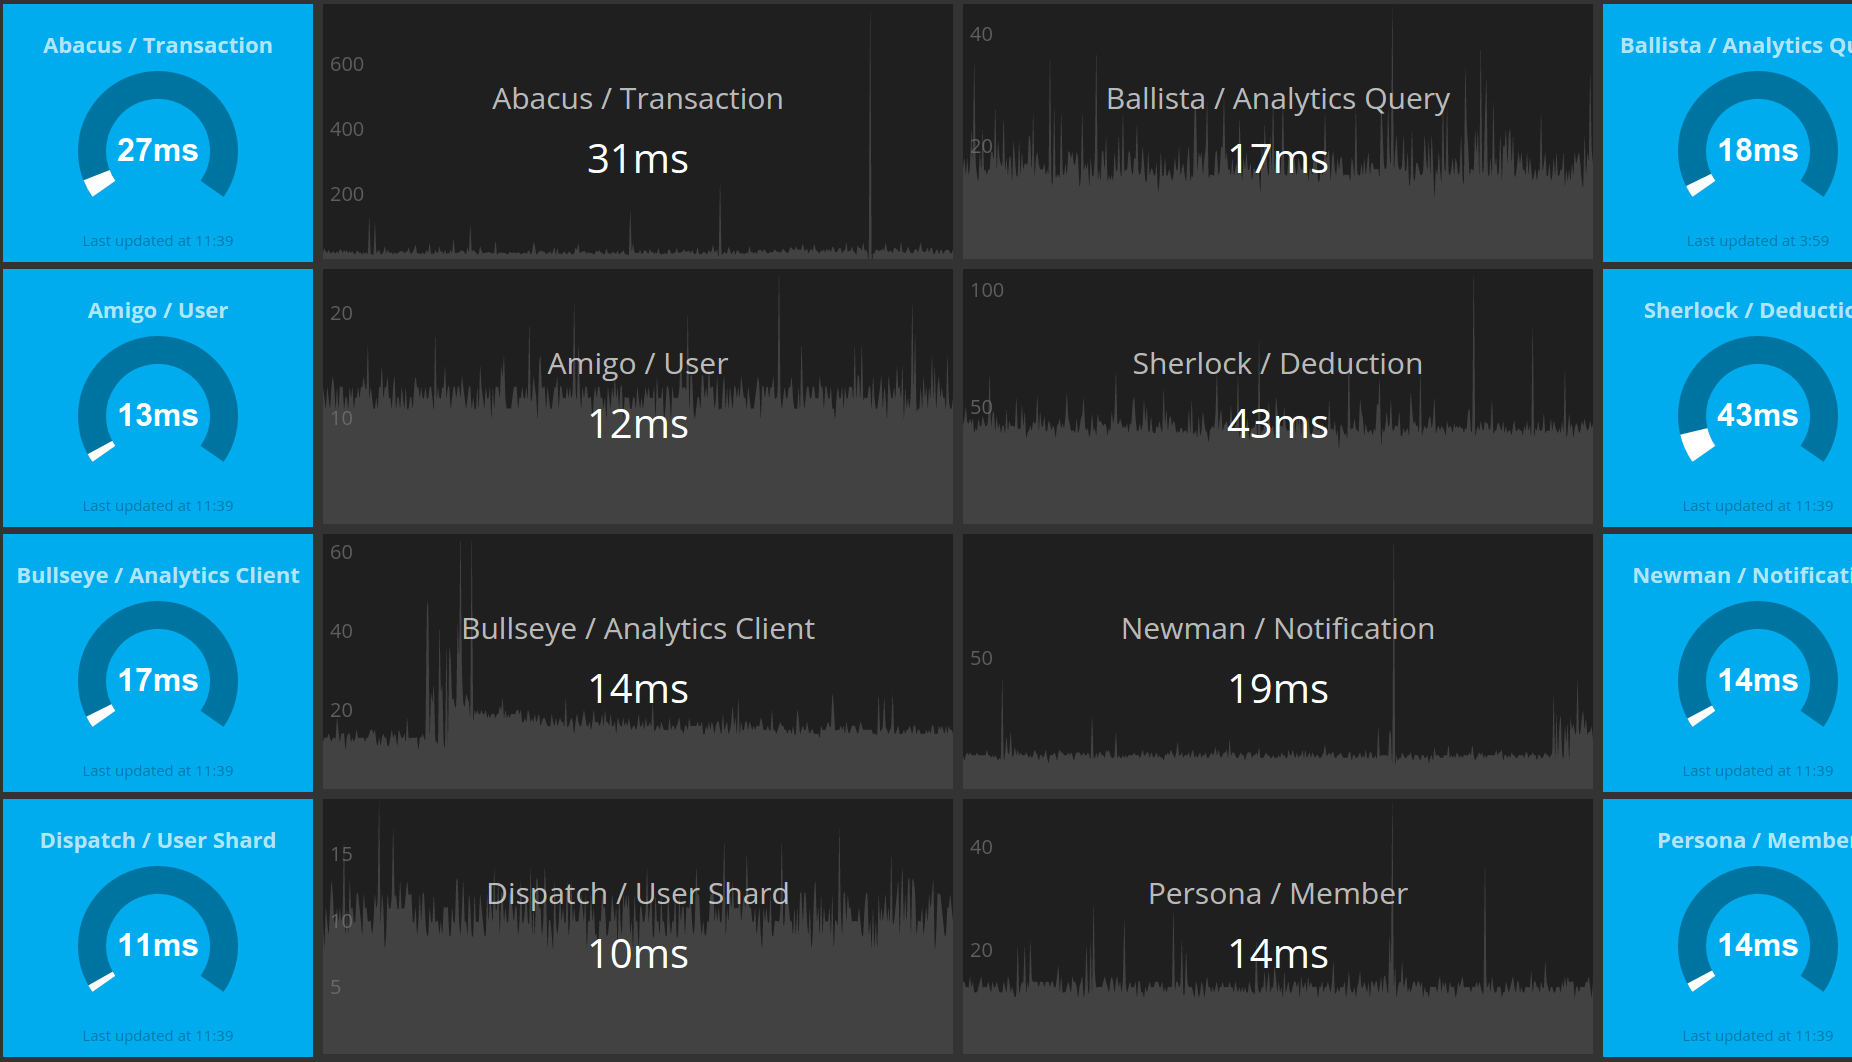 Abacus / Transaction
27ms
Last updated at 11:39
600
400
200
Abacus / Transaction
31ms
40
20
Ballista / Analytics Query
17ms
Ballista / Analytics Qu
18ms
Last updated at 3:59
Amigo / User
13ms
Last updated at 11:39
20
10
Amigo / User
12ms
100
50
Sherlock / Deduction
43ms
Sherlock / Deductio
43ms
Last updated at 11:39
Bullseye / Analytics Client
17ms
Last updated at 11:39
60
40
20
Bullseye / Analytics Client
14ms
50
Newman / Notification
19ms
Newman / Notificati
14ms
Last updated at 11:39
Dispatch / User Shard
11ms
Last updated at 11:39
15
10
5
Dispatch / User Shard
10ms
40
20
Persona / Member
14ms
Persona / Member
14ms
Last updated at 11:39